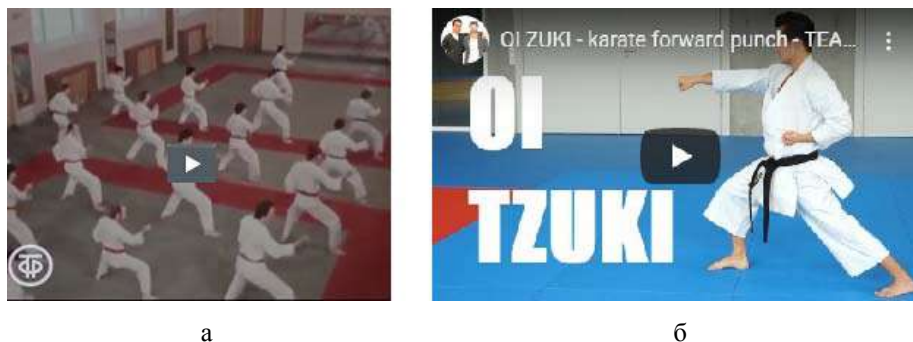 OI ZUKI - karate forward punch - TEA...
OI
TZUKI
а
б